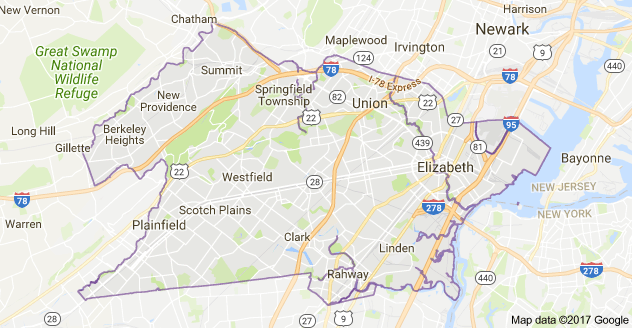 New Vernon
Chatham
Harrison
Maplewood
Irvington
Newark
21
9
124
Great Swamp
National
Wildlife
Refuge
78
I-78 Express
78
440
Summit
Springfield
Township
82
Union
22
22
New
Providence
27
95
Long Hill
Berkeley
Heights
Gillette
439
81
Bayonne
22
Elizabeth
Westfield
28
NEW JERSEY
NEW YORK
78
Warren
Scotch Plains
278
Plainfield
Clark
Linden
Rahway
440
278
28
27
9
440
Map data ©2017 Google